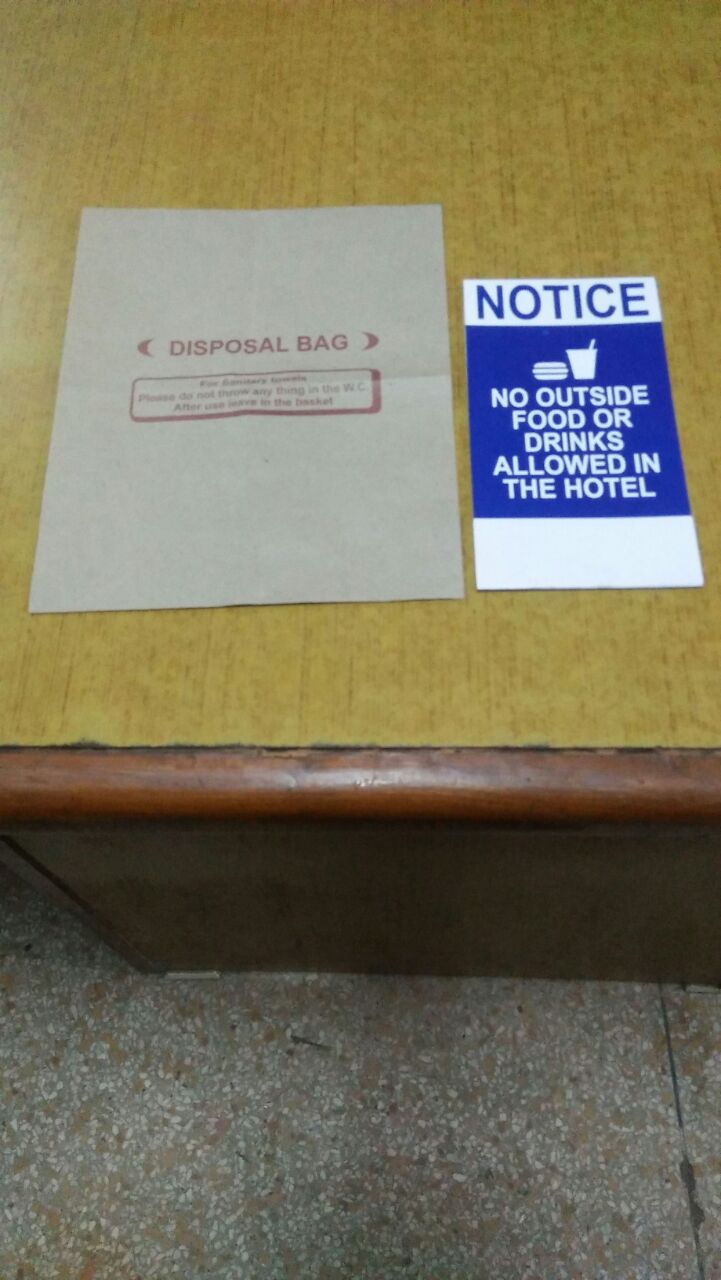 DISPOSAL BAG
For Sanitary towels
Please do not throw any thing in the W.C.
After use leave in the basket
NOTICE
NO OUTSIDE
FOOD OR
DRINKS
ALLOWED IN
THE HOTEL